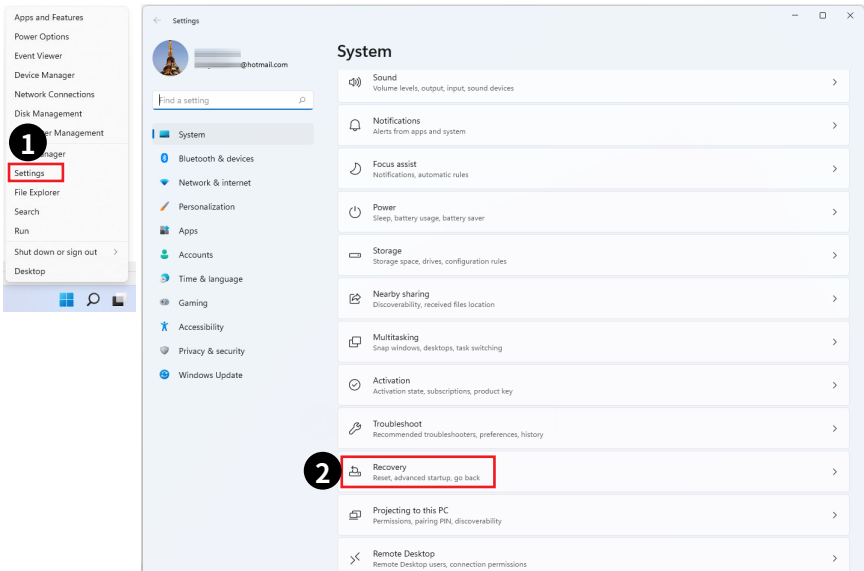 Apps and Features
Power Options
Event Viewer
Device Manager
Network Connections
Disk Management
Management
1
Settings
File Explorer
Search
Run
Shut down or sign out
Desktop
Settings
@hotmail.com
Find a setting
System
Bluetooth & devices
Network & internet
Personalization
Apps
Accounts
Time & language
Gaming
Accessibility
Privacy & security
Windows Update
System
Sound
Volume levels, output, input, sound devices
Notifications
Alerts from apps and system
Focus assist
Notifications, automatic rules
Power
Sleep, battery usage, battery saver
Storage
Storage space, drives, configuration rules
Nearby sharing
Discoverability, received files location
Multitasking
Snap windows, desktops, task switching
Activation
Activation state, subscriptions, product key
Troubleshoot
Recommended troubleshooters, preferences, history
2
Recovery
Reset, advanced startup, go back
Projecting to this PC
Permissions, pairing PIN, discoverability
Remote Desktop
Remote Desktop users, connection permissions